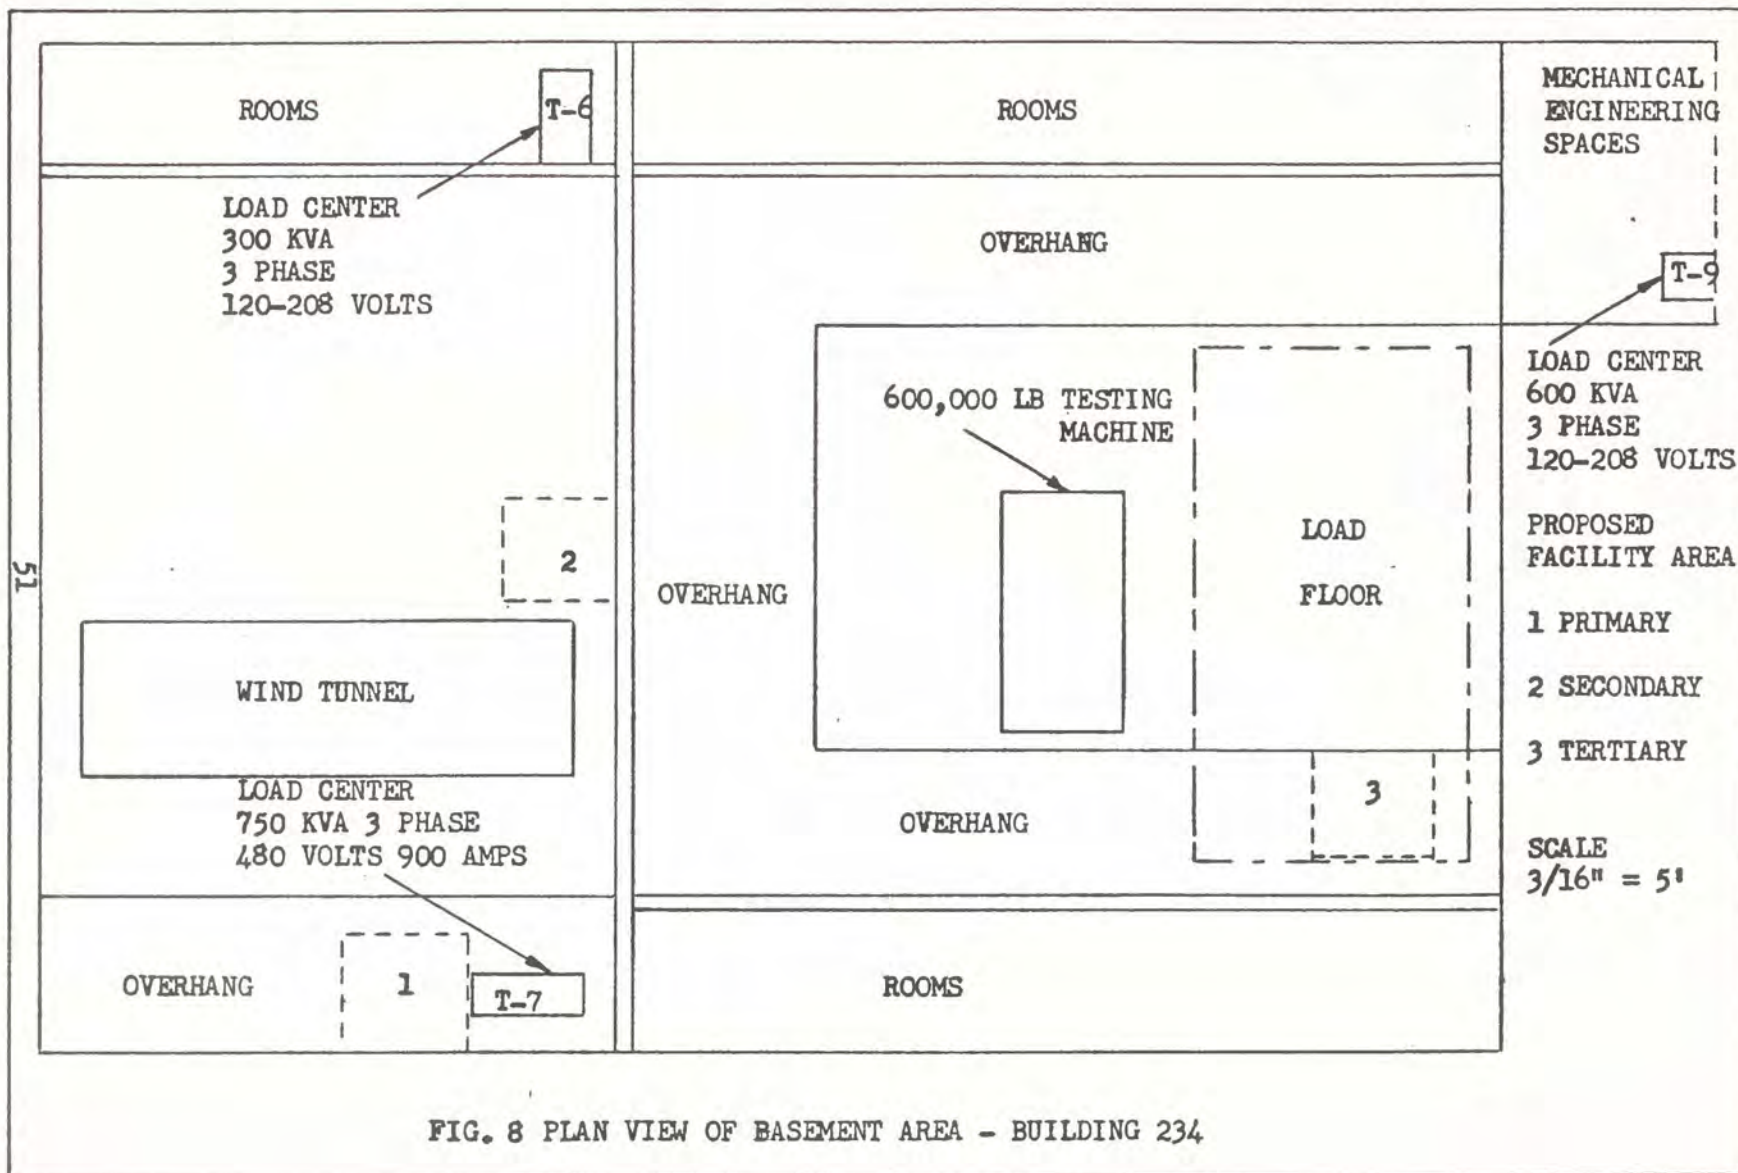 ROOMS
T-6
ROOMS
MECHANICAL
ENGINEERING
SPACES
LOAD CENTER
300 KVA
3 PHASE
120-208 VOLTS
OVERHANG
T-9
LOAD CENTER
600 KVA
3 PHASE
120-208 VOLTS
600,000 LB TESTING
MACHINE
2
OVERHANG
LOAD
FLOOR
PROPOSED
FACILITY AREA
1 PRIMARY
2 SECONDARY
3 TERTIARY
51
WIND TUNNEL
LOAD CENTER
750 KVA 3 PHASE
480 VOLTS 900 AMPS
OVERHANG
3
SCALE
3/16" = 5'
OVERHANG
1
T-7
ROOMS
FIG. 8 PLAN VIEW OF BASEMENT AREA - BUILDING 234